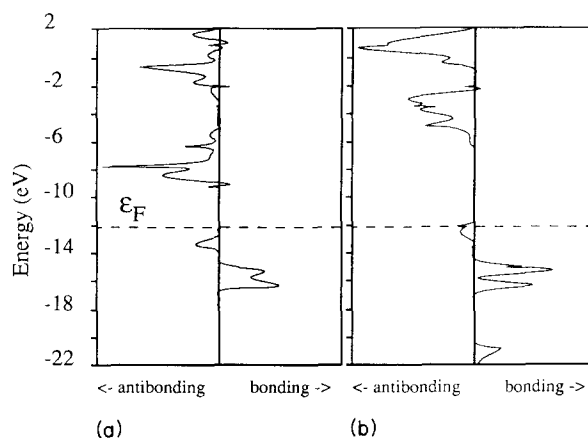 2
-2
-6
-10
-14
-18
-22
Energy (eV)
εF
<- antibonding bonding ->
<- antibonding bonding ->
(a) (b)